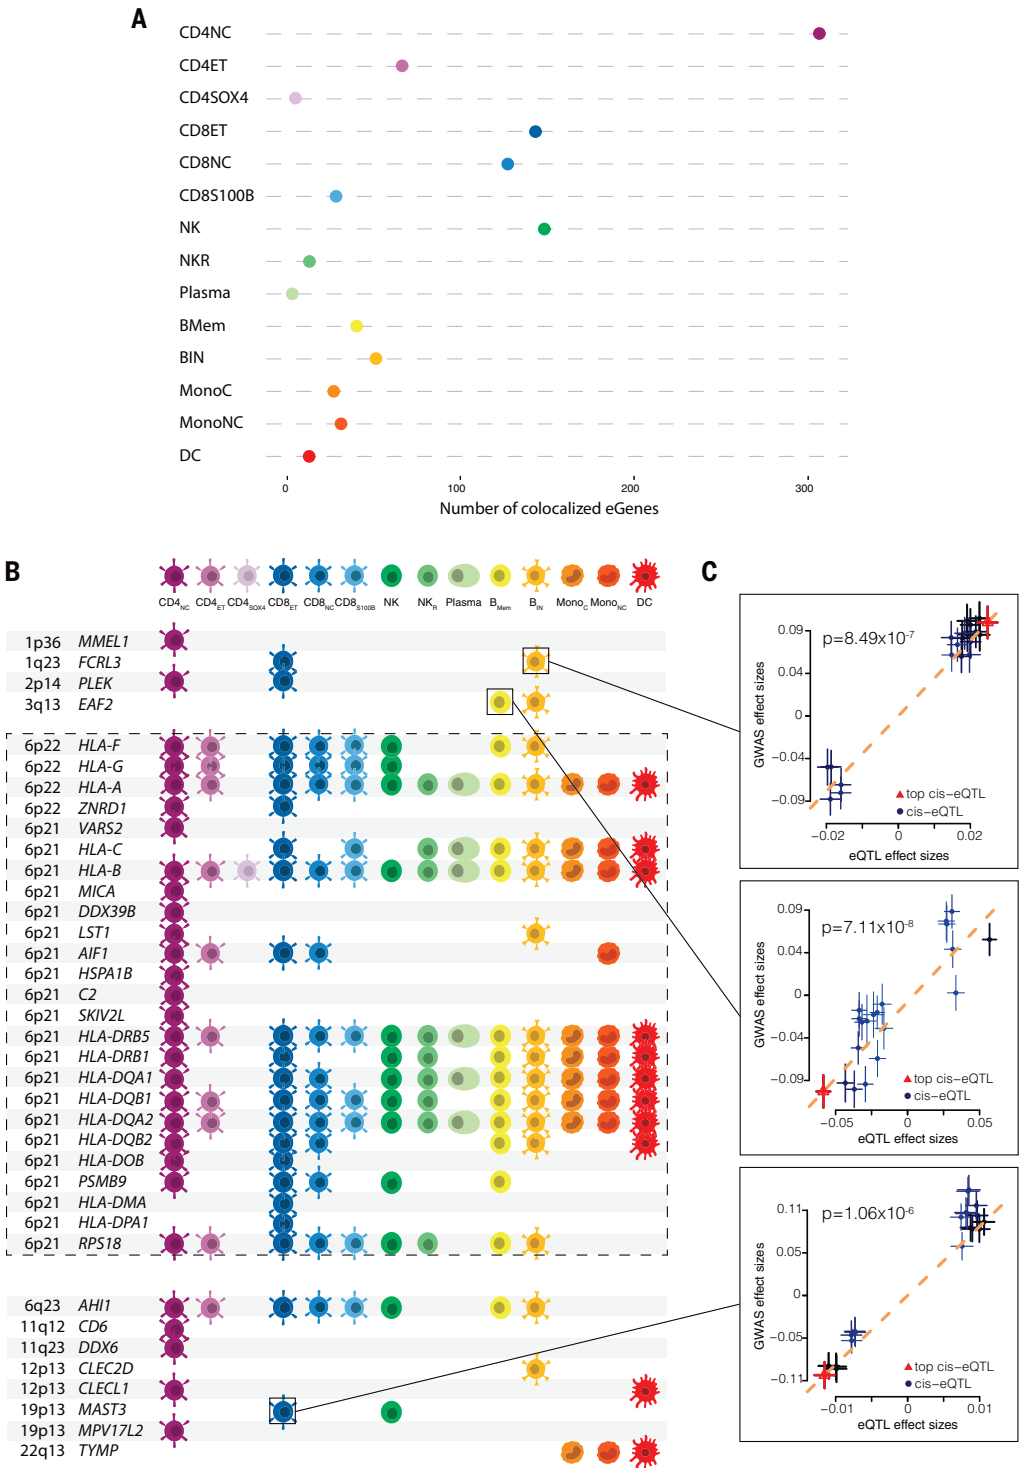 A
CD4NC
CD4ET
CD4SOX4
CD8ET
CD8NC
CD8S100B
NK
NKR
Plasma
BMem
BIN
MonoC
MonoNC
DC
0 100 200 300
Number of colocalized eGenes
B
CD4NC CD4ET CD4SOX4 CD8ET CD8NC CD8S100B NK NKR Plasma BMem BIN MonoC MonoNC DC
1p36 MMEL1
1q23 FCRL3
2p14 PLEK
3q13 EAF2
6p22 HLA-F
6p22 HLA-G
6p22 HLA-A
6p22 ZNRD1
6p21 VARS2
6p21 HLA-C
6p21 HLA-B
6p21 MICA
6p21 DDX39B
6p21 LST1
6p21 AIF1
6p21 HSPA1B
6p21 C2
6p21 SKIV2L
6p21 HLA-DRB5
6p21 HLA-DRB1
6p21 HLA-DQA1
6p21 HLA-DQB1
6p21 HLA-DQA2
6p21 HLA-DQB2
6p21 HLA-DOB
6p21 PSMB9
6p21 HLA-DMA
6p21 HLA-DPA1
6p21 RPS18
6q23 AHI1
11q12 CD6
11q23 DDX6
12p13 CLEC2D
12p13 CLECL1
19p13 MAST3
19p13 MPV17L2
22q13 TYMP
C
p=8.49x10-7
GWAS effect sizes
0.09
0.04
0
−0.04
−0.09
top cis−eQTL
cis−eQTL
−0.02 0 0.02
eQTL effect sizes
p=7.11x10-8
GWAS effect sizes
0.09
0.04
0
−0.04
−0.09
top cis−eQTL
cis−eQTL
−0.05 0 0.05
eQTL effect sizes
p=1.06x10-6
GWAS effect sizes
0.11
0.05
0
−0.05
−0.11
top cis−eQTL
cis−eQTL
−0.01 0 0.01
eQTL effect sizes